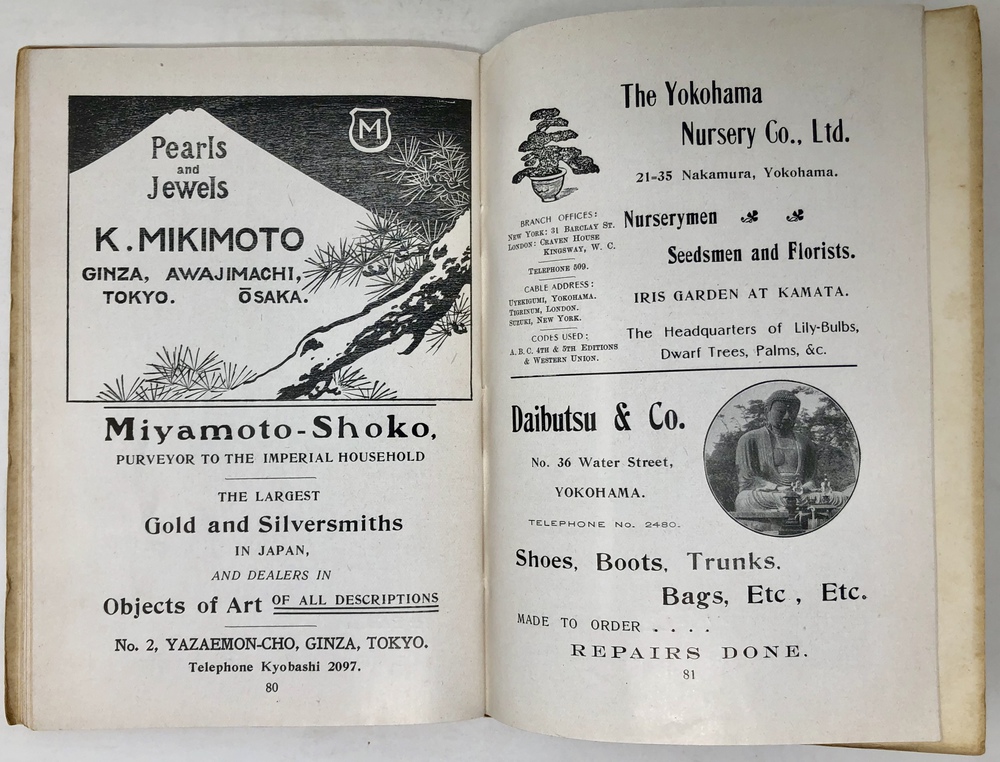 M
Pearls
and
Jewels
K. MIKIMOTO
GINZA, AWAJIMACHI,
TOKYO. ŌSAKA.
Miyamoto-Shoko,
PURVEYOR TO THE IMPERIAL HOUSEHOLD
THE LARGEST
Gold and Silversmiths
IN JAPAN,
AND DEALERS IN
Objects of Art OF ALL DESCRIPTIONS
No. 2, YAZAEMON-CHO, GINZA, TOKYO.
Telephone Kyobashi 2097.
80
The Yokohama
Nursery Co., Ltd.
21-35 Nakamura, Yokohama.
BRANCH OFFICES:
NEW YORK: 31 BARCLAY ST.
LONDON: CRAVEN HOUSE
KINGSWAY, W. C.
TELEPHONE 509.
CABLE ADDRESS:
UYEKIGUMI, YOKOHAMA.
TIGRINUM, LONDON.
SUZUKI, NEW YORK.
CODES USED:
A. B. C. 4TH & 5TH EDITIONS
& WESTERN UNION.
Nurserymen
Seedsmen and Florists.
IRIS GARDEN AT KAMATA.
The Headquarters of Lily-Bulbs,
Dwarf Trees, Palms, &c.
Daibutsu & Co.
No. 36 Water Street,
YOKOHAMA.
TELEPHONE No. 2480.
Shoes, Boots, Trunks.
Bags, Etc , Etc.
MADE TO ORDER . . . .
REPAIRS DONE.
81